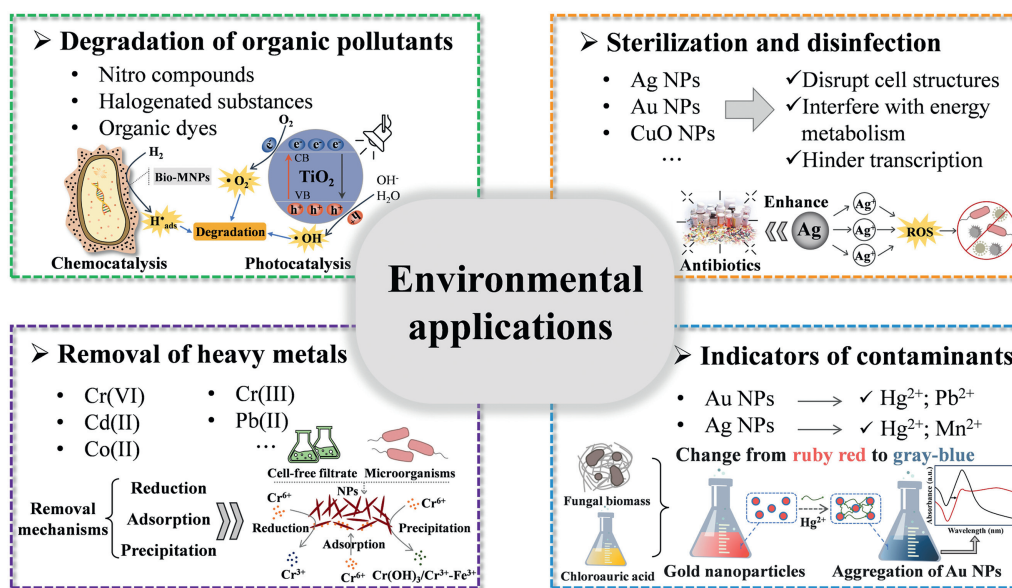 ➢ Degradation of organic pollutants
• Nitro compounds
• Halogenated substances
• Organic dyes
H₂
Bio-MNPs
• O₂⁻
O₂
e⁻ e⁻ e⁻
CB
TiO₂
VB
h⁺ h⁺ h⁺
OH⁻
H₂O
H*ads
Degradation
• OH
Chemocatalysis
Photocatalysis
➢ Sterilization and disinfection
• Ag NPs
• Au NPs
• CuO NPs
…
✓Disrupt cell structures
✓Interfere with energy
metabolism
✓Hinder transcription
Antibiotics
Enhance
Ag
Ag⁺
Ag⁺
Ag⁺
ROS
Environmental
applications
➢ Removal of heavy metals
• Cr(VI)
• Cd(II)
• Co(II)
• Cr(III)
• Pb(II)
…
Cell-free filtrate
Microorganisms
Removal
mechanisms
Reduction
Adsorption
Precipitation
NPs
Cr⁶⁺
Cr⁶⁺
Reduction
Precipitation
Adsorption
Cr³⁺
Cr⁶⁺
Cr(OH)₃/Cr³⁺-Fe³⁺
➢ Indicators of contaminants
• Au NPs → ✓ Hg²⁺; Pb²⁺
• Ag NPs → ✓ Hg²⁺; Mn²⁺
Change from ruby red to gray-blue
Fungal biomass
Chloroauric acid
Hg²⁺
Gold nanoparticles
Aggregation of Au NPs
Absorbance (a.u.)
Wavelength (nm)